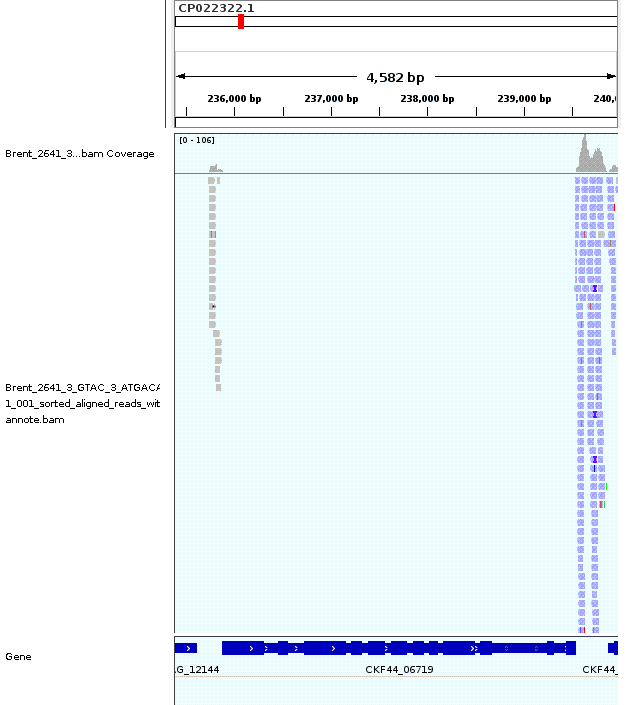 CP022322.1
4,582 bp
236,000 bp 237,000 bp 238,000 bp 239,000 bp 240,
[0 - 106]
Brent_2641_3...bam Coverage
Brent_2641_3_GTAC_3_ATGACA
1_001_sorted_aligned_reads_wit
annote.bam
Gene
G_12144 CKF44_06719 CKF44_